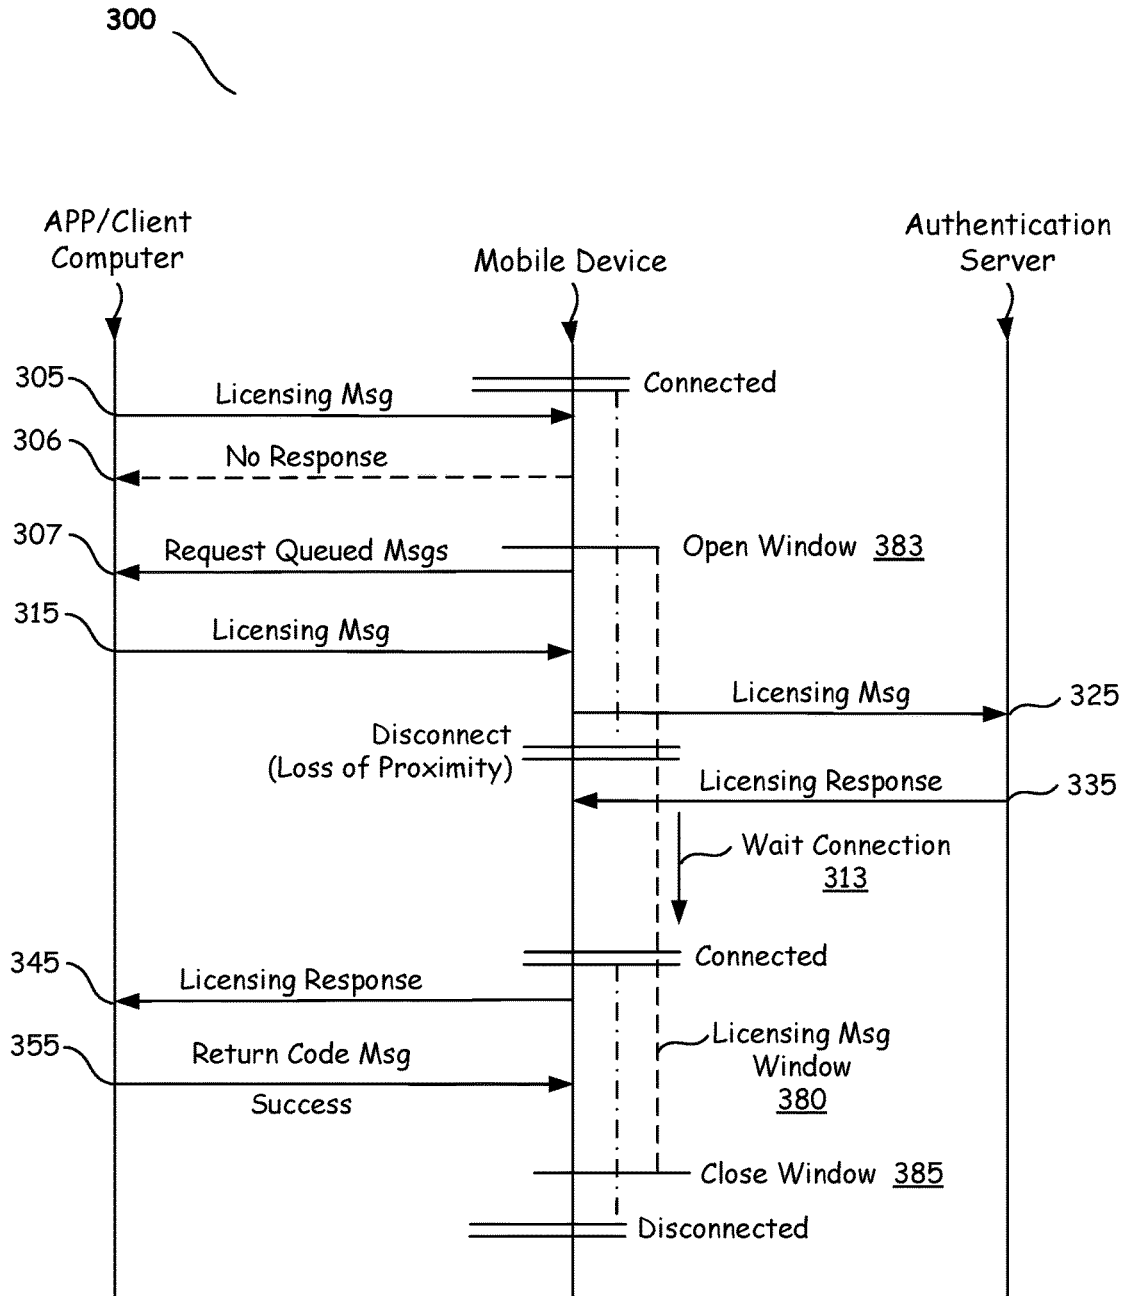 300
APP/Client
Computer
Mobile Device
Authentication
Server
305
Licensing Msg
Connected
306
No Response
307
Request Queued Msgs
Open Window 383
315
Licensing Msg
Licensing Msg
325
Disconnect
(Loss of Proximity)
Licensing Response
335
Wait Connection
313
Connected
345
Licensing Response
355
Return Code Msg
Success
Licensing Msg
Window
380
Close Window 385
Disconnected